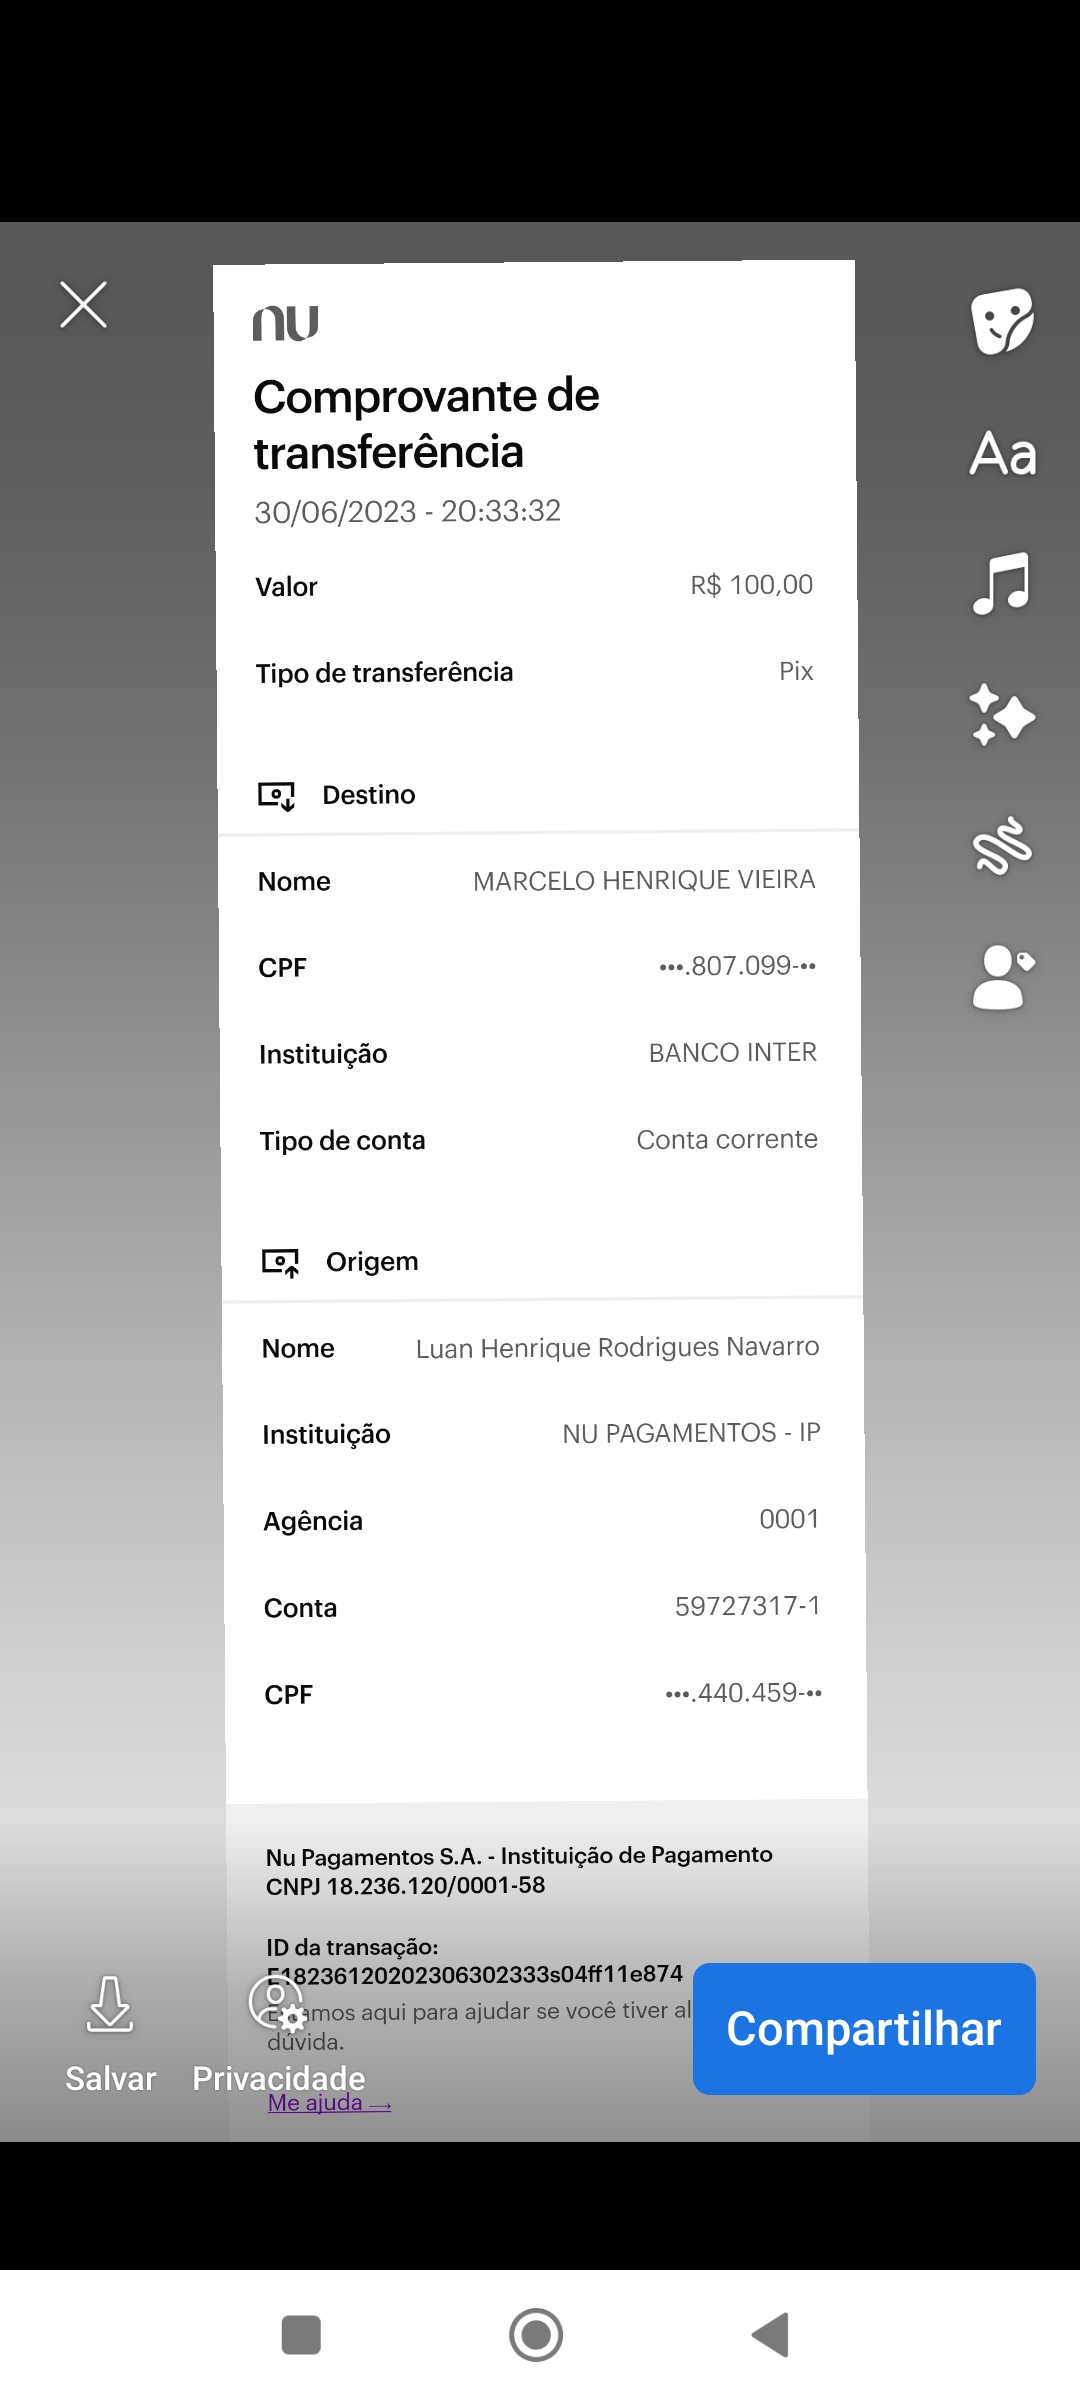 nu
Comprovante de
transferência
30/06/2023 - 20:33:32
Valor R$ 100,00
Tipo de transferência Pix
Destino
Nome MARCELO HENRIQUE VIEIRA
CPF •••.807.099-••
Instituição BANCO INTER
Tipo de conta Conta corrente
Origem
Nome Luan Henrique Rodrigues Navarro
Instituição NU PAGAMENTOS - IP
Agência 0001
Conta 59727317-1
CPF •••.440.459-••
Nu Pagamentos S.A. - Instituição de Pagamento
CNPJ 18.236.120/0001-58
ID da transação:
E18236120202306302333s04ff11e874
Estamos aqui para ajudar se você tiver al
dúvida.
Me ajuda →
Aa
Salvar
Privacidade
Compartilhar